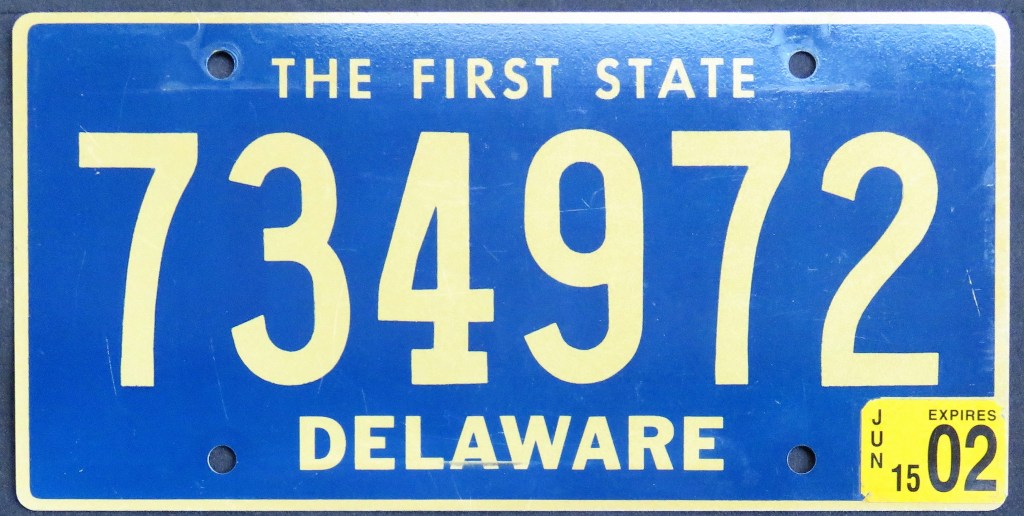 THE FIRST STATE
734972
DELAWARE
JUN
EXPIRES
15 02